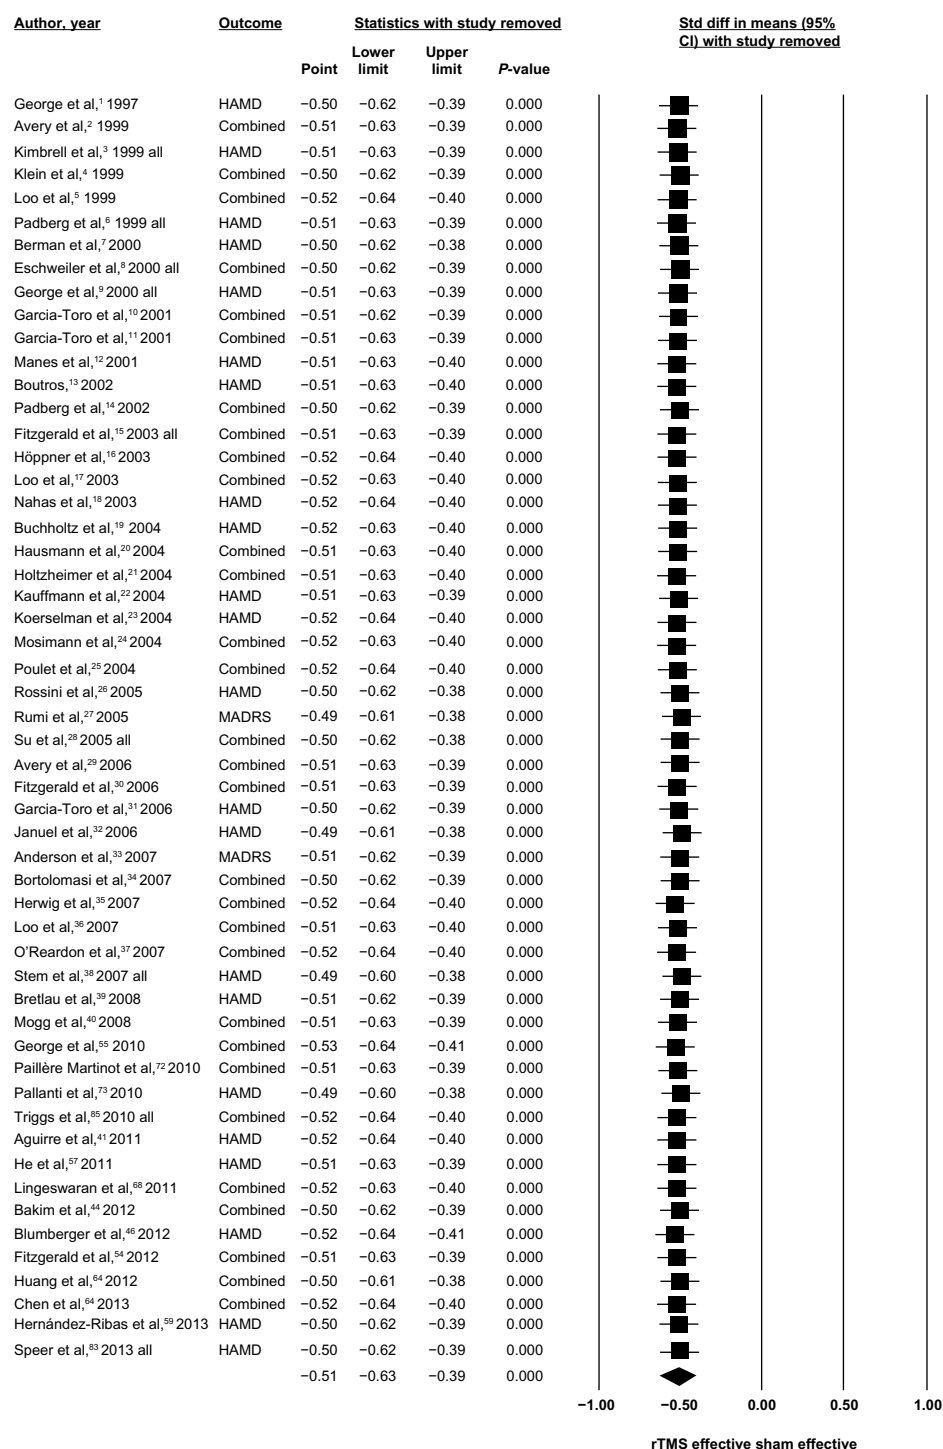 Author, year Outcome Statistics with study removed Std diff in means (95%
CI) with study removed
Point Lower limit Upper limit P-value
George et al,1 1997 HAMD −0.50 −0.62 −0.39 0.000
Avery et al,2 1999 Combined −0.51 −0.63 −0.39 0.000
Kimbrell et al,3 1999 all HAMD −0.51 −0.63 −0.39 0.000
Klein et al,4 1999 Combined −0.50 −0.62 −0.39 0.000
Loo et al,5 1999 Combined −0.52 −0.64 −0.40 0.000
Padberg et al,6 1999 all HAMD −0.51 −0.63 −0.39 0.000
Berman et al,7 2000 HAMD −0.50 −0.62 −0.38 0.000
Eschweiler et al,8 2000 all Combined −0.50 −0.62 −0.39 0.000
George et al,9 2000 all HAMD −0.51 −0.63 −0.39 0.000
Garcia-Toro et al,10 2001 Combined −0.51 −0.62 −0.39 0.000
Garcia-Toro et al,11 2001 Combined −0.51 −0.63 −0.39 0.000
Manes et al,12 2001 HAMD −0.51 −0.63 −0.40 0.000
Boutros,13 2002 HAMD −0.51 −0.63 −0.40 0.000
Padberg et al,14 2002 Combined −0.50 −0.62 −0.39 0.000
Fitzgerald et al,15 2003 all Combined −0.51 −0.63 −0.39 0.000
Höppner et al,16 2003 Combined −0.52 −0.64 −0.40 0.000
Loo et al,17 2003 Combined −0.52 −0.63 −0.40 0.000
Nahas et al,18 2003 HAMD −0.52 −0.64 −0.40 0.000
Buchholtz et al,19 2004 HAMD −0.52 −0.63 −0.40 0.000
Hausmann et al,20 2004 Combined −0.51 −0.63 −0.40 0.000
Holtzheimer et al,21 2004 Combined −0.51 −0.63 −0.40 0.000
Kauffmann et al,22 2004 HAMD −0.51 −0.63 −0.39 0.000
Koerselman et al,23 2004 HAMD −0.52 −0.64 −0.40 0.000
Mosimann et al,24 2004 Combined −0.52 −0.63 −0.40 0.000
Poulet et al,25 2004 Combined −0.52 −0.64 −0.40 0.000
Rossini et al,26 2005 HAMD −0.50 −0.62 −0.38 0.000
Rumi et al,27 2005 MADRS −0.49 −0.61 −0.38 0.000
Su et al,28 2005 all Combined −0.50 −0.62 −0.38 0.000
Avery et al,29 2006 Combined −0.51 −0.63 −0.39 0.000
Fitzgerald et al,30 2006 Combined −0.51 −0.63 −0.39 0.000
Garcia-Toro et al,31 2006 HAMD −0.50 −0.62 −0.39 0.000
Januel et al,32 2006 HAMD −0.49 −0.61 −0.38 0.000
Anderson et al,33 2007 MADRS −0.51 −0.62 −0.39 0.000
Bortolomasi et al,34 2007 Combined −0.50 −0.62 −0.39 0.000
Herwig et al,35 2007 Combined −0.52 −0.64 −0.40 0.000
Loo et al,36 2007 Combined −0.51 −0.63 −0.40 0.000
O'Reardon et al,37 2007 Combined −0.52 −0.64 −0.40 0.000
Stem et al,38 2007 all HAMD −0.49 −0.60 −0.38 0.000
Bretlau et al,39 2008 HAMD −0.51 −0.62 −0.39 0.000
Mogg et al,40 2008 Combined −0.51 −0.63 −0.39 0.000
George et al,55 2010 Combined −0.53 −0.64 −0.41 0.000
Paillère Martinot et al,72 2010 Combined −0.51 −0.63 −0.39 0.000
Pallanti et al,73 2010 HAMD −0.49 −0.60 −0.38 0.000
Triggs et al,85 2010 all Combined −0.52 −0.64 −0.40 0.000
Aguirre et al,41 2011 HAMD −0.52 −0.64 −0.40 0.000
He et al,57 2011 HAMD −0.51 −0.63 −0.39 0.000
Lingeswaran et al,68 2011 Combined −0.52 −0.63 −0.40 0.000
Bakim et al,44 2012 Combined −0.50 −0.62 −0.39 0.000
Blumberger et al,46 2012 HAMD −0.52 −0.64 −0.41 0.000
Fitzgerald et al,54 2012 Combined −0.51 −0.63 −0.39 0.000
Huang et al,64 2012 Combined −0.50 −0.61 −0.38 0.000
Chen et al,64 2013 Combined −0.52 −0.64 −0.40 0.000
Hernández-Ribas et al,59 2013 HAMD −0.50 −0.62 −0.39 0.000
Speer et al,83 2013 all HAMD −0.50 −0.62 −0.39 0.000
−0.51 −0.63 −0.39 0.000
−1.00 −0.50 0.00 0.50 1.00
rTMS effective sham effective